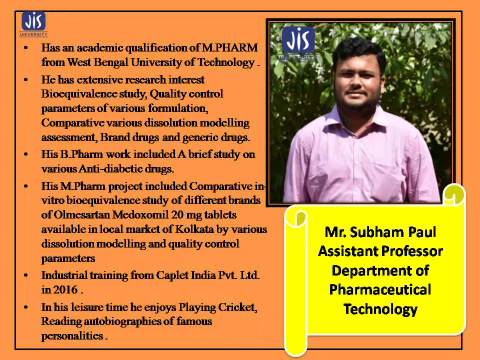 JIS
UNIVERSITY
JIS
• Has an academic qualification of M.PHARM
from West Bengal University of Technology .
• He has extensive research interest
Bioequivalence study, Quality control
parameters of various formulation,
Comparative various dissolution modelling
assessment, Brand drugs and generic drugs.
• His B.Pharm work included A brief study on
various Anti-diabetic drugs.
• His M.Pharm project included Comparative in-
vitro bioequivalence study of different brands
of Olmesartan Medoxomil 20 mg tablets
available in local market of Kolkata by various
dissolution modelling and quality control
parameters
• Industrial training from Caplet India Pvt. Ltd.
in 2016 .
• In his leisure time he enjoys Playing Cricket,
Reading autobiographies of famous
personalities .
Mr. Subham Paul
Assistant Professor
Department of
Pharmaceutical
Technology